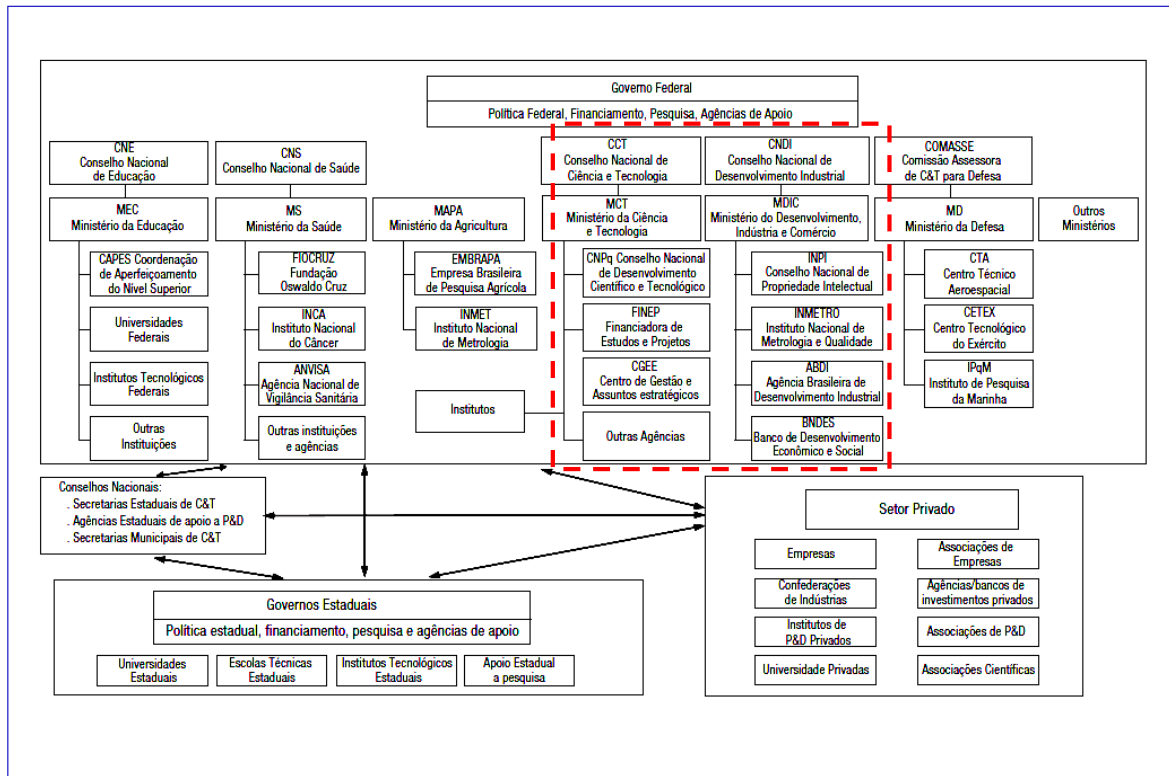 Governo Federal
Política Federal, Financiamento, Pesquisa, Agências de Apoio
CNE
Conselho Nacional
de Educação
CNS
Conselho Nacional de Saúde
CCT
Conselho Nacional de
Ciência e Tecnologia
CNDI
Conselho Nacional de
Desenvolvimento Industrial
COMASSE
Comissão Assessora
de C&T para Defesa
MEC
Ministério da Educação
MS
Ministério da Saúde
MAPA
Ministério da Agricultura
MCT
Ministério da Ciência
e Tecnologia
MDIC
Ministério do Desenvolvimento,
Indústria e Comércio
MD
Ministério da Defesa
Outros
Ministérios
CAPES Coordenação
de Aperfeiçoamento
do Nivel Superior
Universidades
Federais
Institutos Tecnológicos
Federais
Outras
Instituições
FIOCRUZ
Fundação
Oswaldo Cruz
INCA
Instituto Nacional
do Câncer
ANVISA
Agência Nacional de
Vigilância Sanitária
Outras instituições
e agências
EMBRAPA
Empresa Brasileira
de Pesquisa Agrícola
INMET
Instituto Nacional
de Metrologia
Institutos
CNPq Conselho Nacional
de Desenvolvimento
Científico e Tecnológico
FINEP
Financiadora de
Estudos e Projetos
CGEE
Centro de Gestão e
Assuntos estratégicos
Outras Agências
INPI
Conselho Nacional de
Propriedade Intelectual
INMETRO
Instituto Nacional de
Metrologia e Qualidade
ABDI
Agência Brasileira de
Desenvolvimento Industrial
BNDES
Banco de Desenvolvimento
Econômico e Social
CTA
Centro Técnico
Aeroespacial
CETEX
Centro Tecnológico
do Exército
IPqM
Instituto de Pesquisa
da Marinha
Conselhos Nacionais:
. Secretarias Estaduais de C&T
. Agências Estaduais de apoio a P&D
. Secretarias Municipais de C&T
Governos Estaduais
Política estadual, financiamento, pesquisa e agências de apoio
Universidades
Estaduais
Escolas Técnicas
Estaduais
Institutos Tecnológicos
Estaduais
Apoio Estadual
a pesquisa
Setor Privado
Empresas
Associações de
Empresas
Confederações
de Indústrias
Agências/bancos de
investimentos privados
Institutos de
P&D Privados
Associações de P&D
Universidade Privadas
Associações Científicas